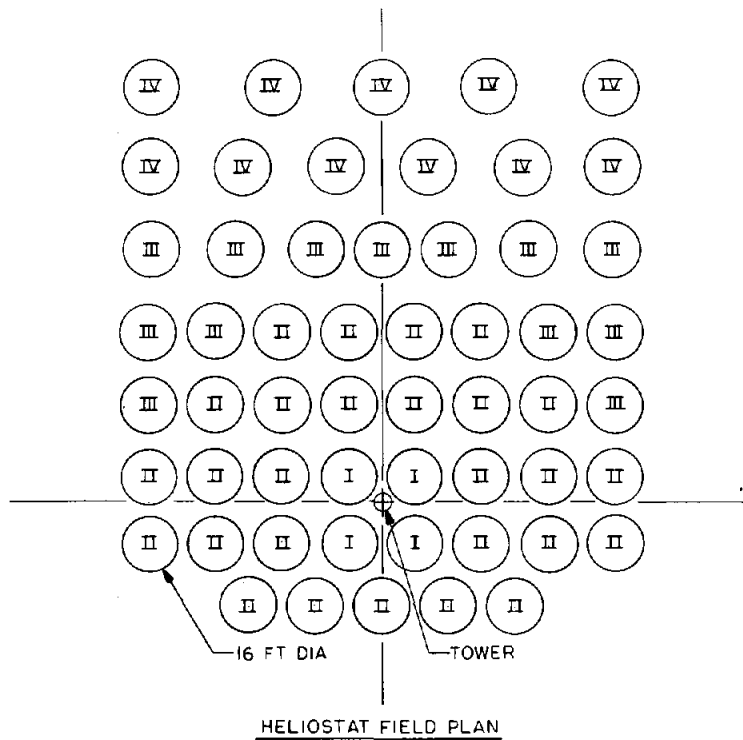 IV IV IV IV IV
IV IV IV IV IV IV
III III III III III III III
III III II II II II III III
III II II II II II II III
II II II I I II II II
II II II I I II II II
II II II II II
16 FT DIA TOWER
HELIOSTAT FIELD PLAN